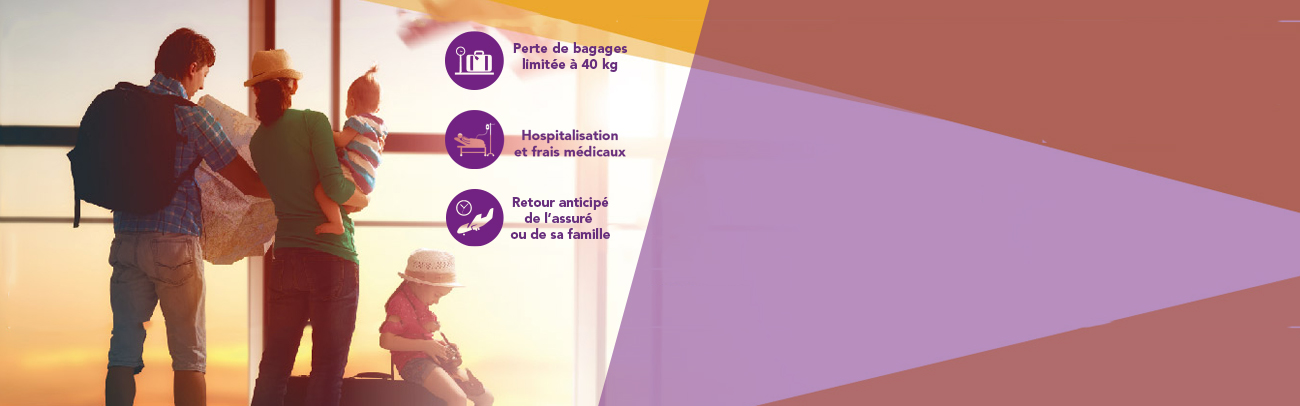 Perte de bagages
limitée à 40 kg
Hospitalisation
et frais médicaux
Retour anticipé
de l'assuré
ou de sa famille